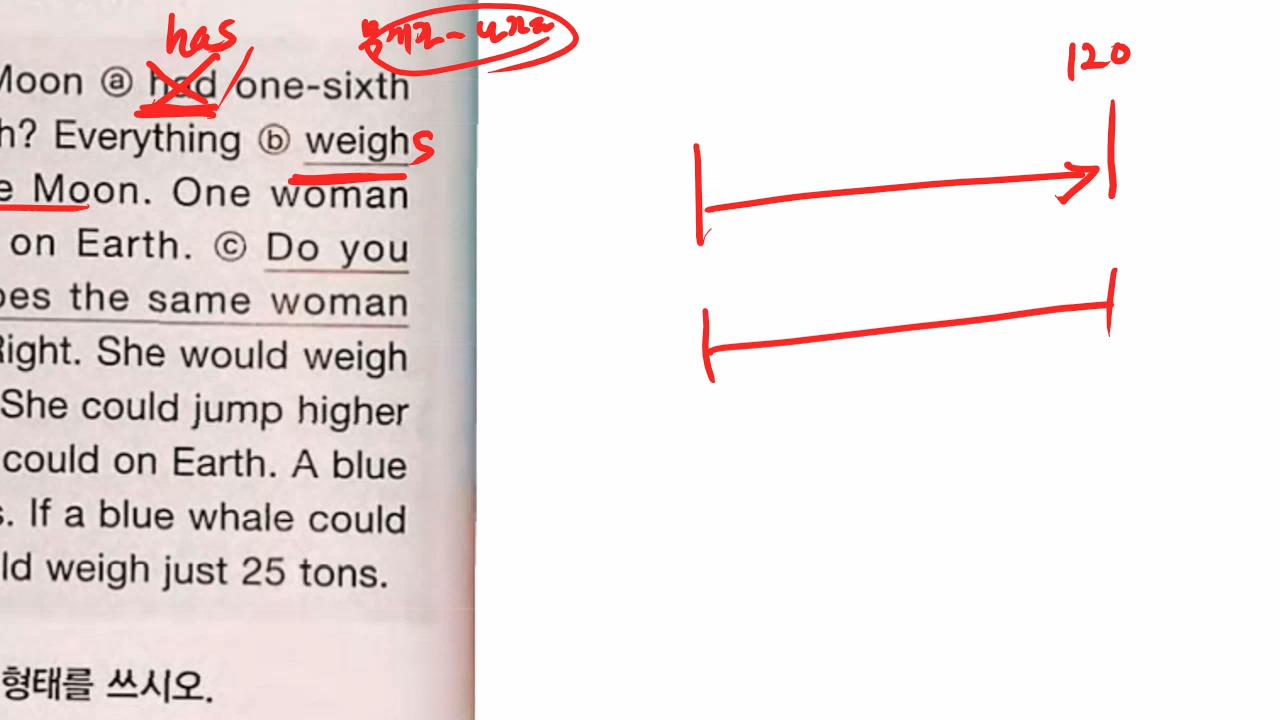 has
Moon ⓐ had one-sixth
120
h? Everything ⓑ weighs
e Moon. One woman
on Earth. ⓒ Do you
oes the same woman
Right. She would weigh
She could jump higher
could on Earth. A blue
s. If a blue whale could
ld weigh just 25 tons.
형태를 쓰시오.